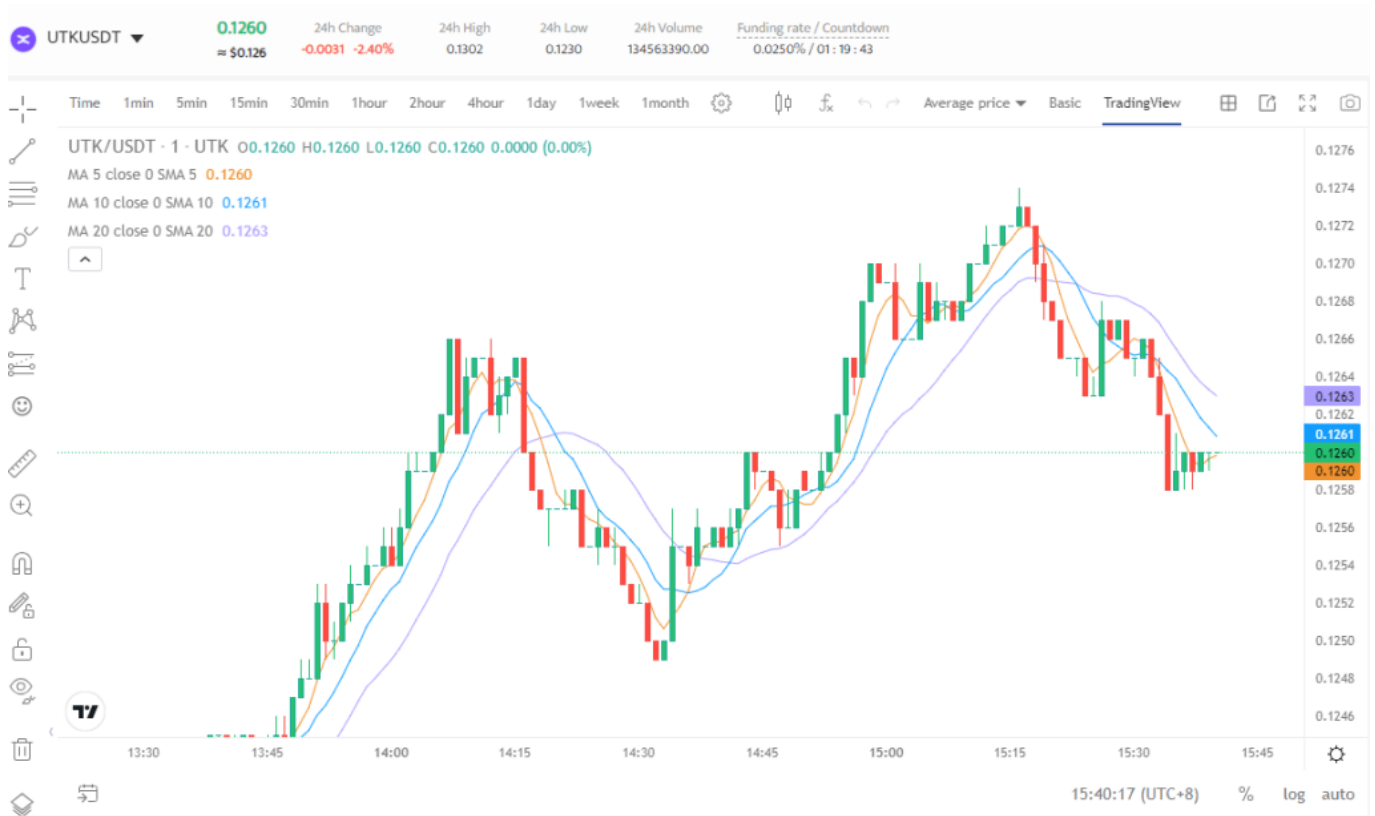 UTKUSDT
0.1260
≈ $0.126
24h Change
-0.0031 -2.40%
24h High
0.1302
24h Low
0.1230
24h Volume
134563390.00
Funding rate / Countdown
0.0250% / 01 : 19 : 43
Time 1min 5min 15min 30min 1hour 2hour 4hour 1day 1week 1month Average price Basic TradingView
UTK/USDT · 1 · UTK O0.1260 H0.1260 L0.1260 C0.1260 0.0000 (0.00%)
MA 5 close 0 SMA 5 0.1260
MA 10 close 0 SMA 10 0.1261
MA 20 close 0 SMA 20 0.1263
0.1276
0.1274
0.1272
0.1270
0.1268
0.1266
0.1264
0.1263
0.1262
0.1261
0.1260
0.1260
0.1258
0.1256
0.1254
0.1252
0.1250
0.1248
0.1246
13:30 13:45 14:00 14:15 14:30 14:45 15:00 15:15 15:30 15:45
15:40:17 (UTC+8) % log auto